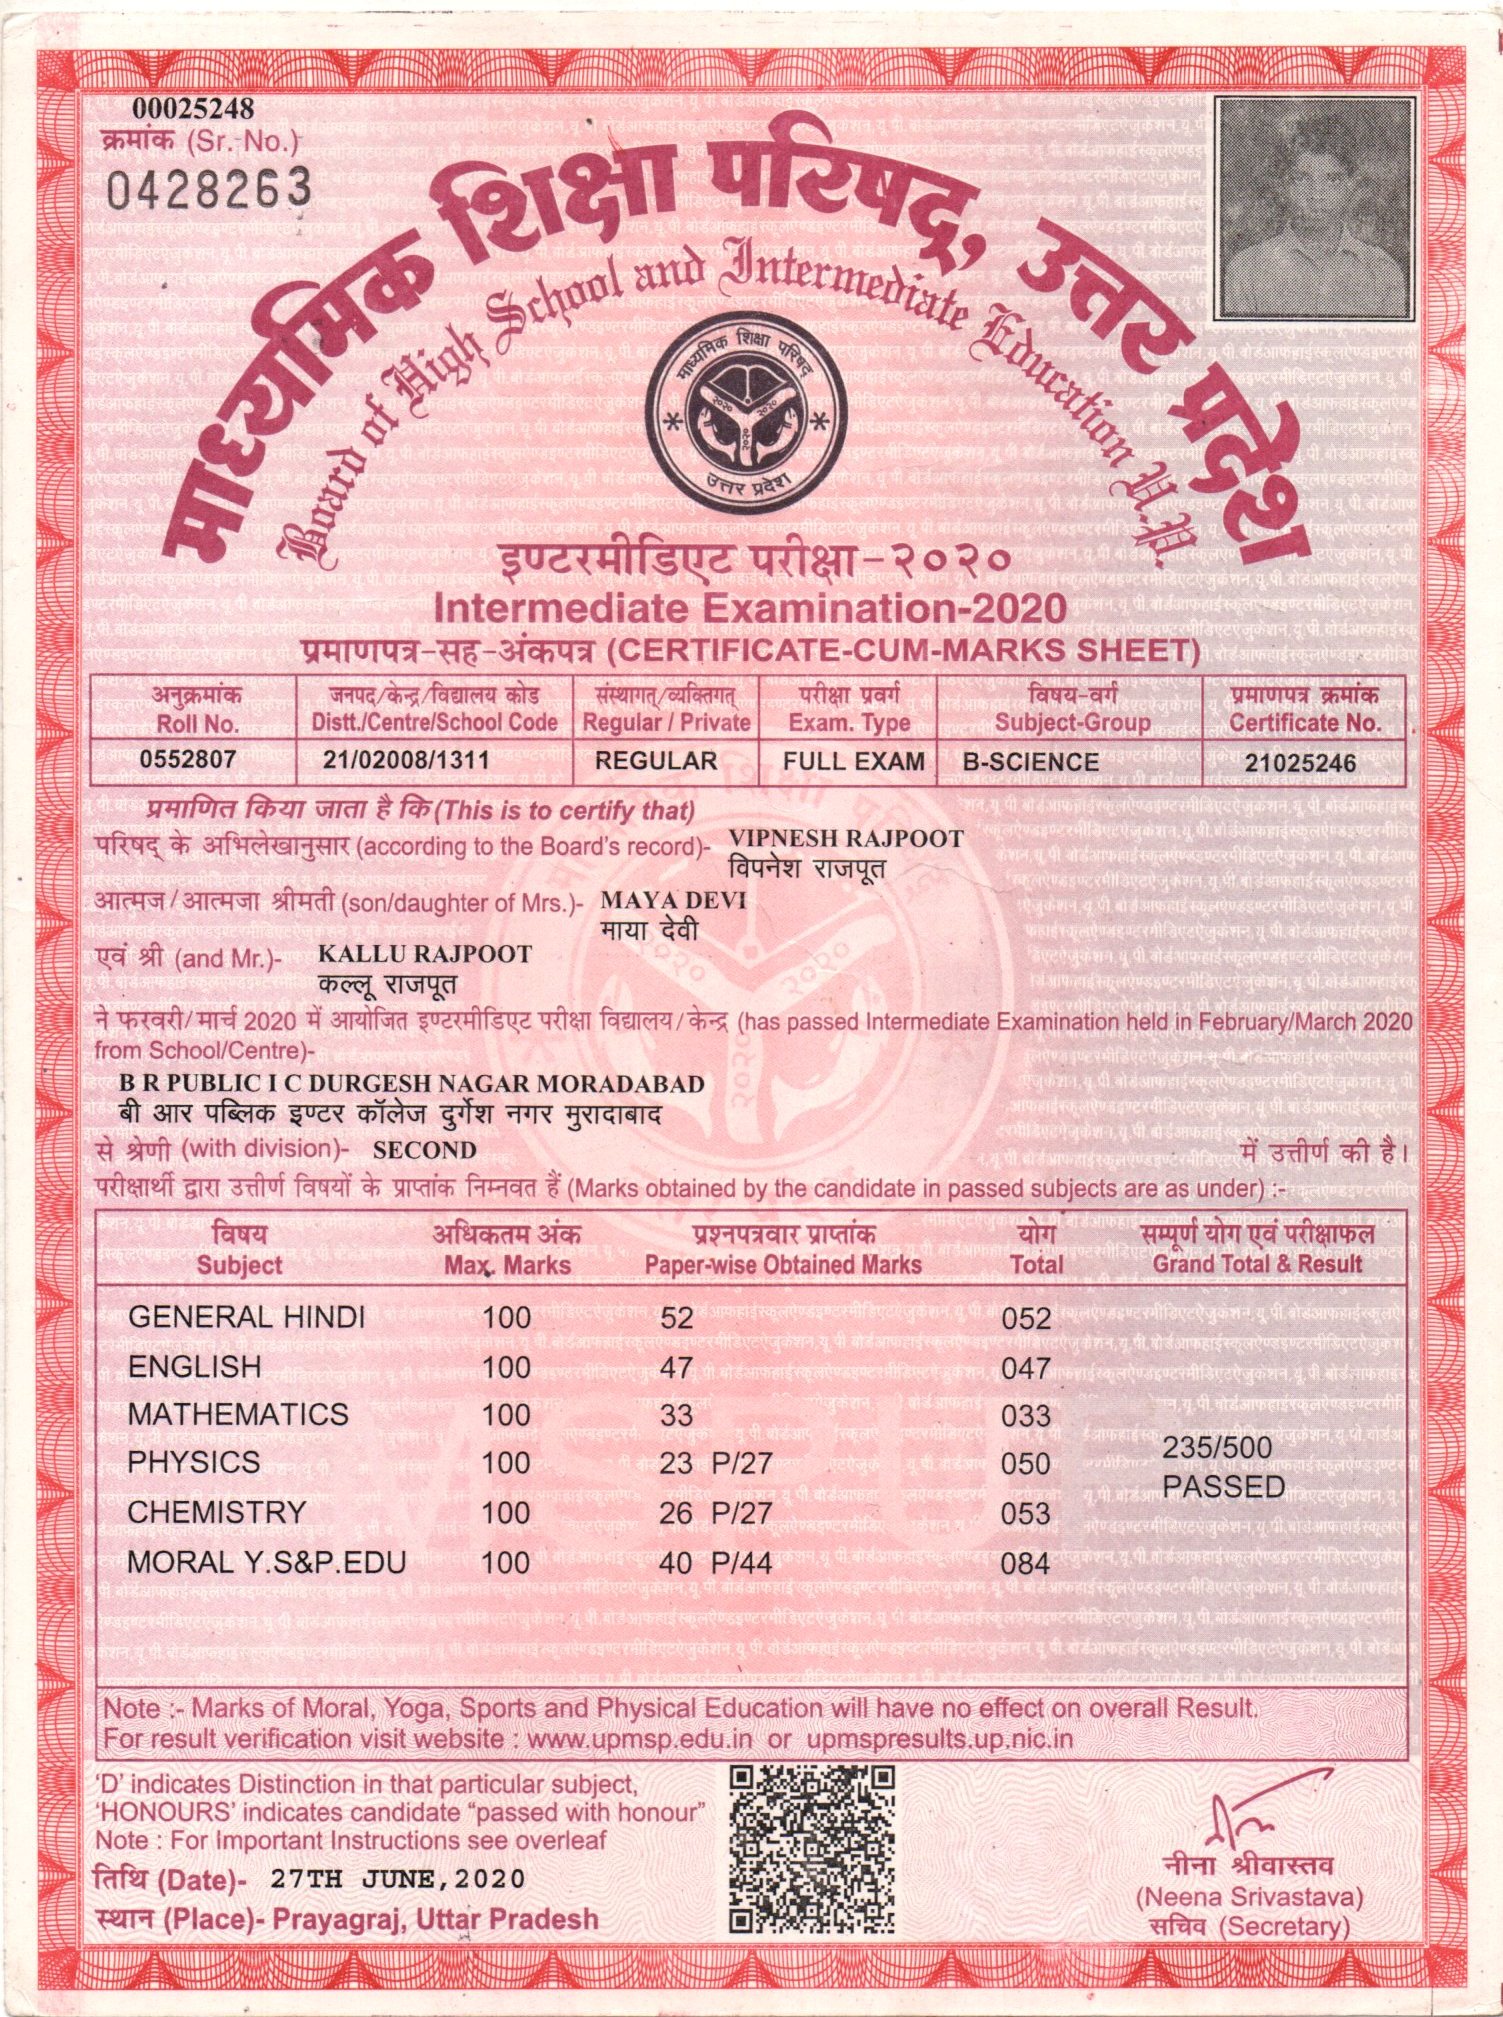 00025248
क्रमांक (Sr. No.)
0428263
माध्यमिक शिक्षा परिषद्, उत्तर प्रदेश
Board of High School and Intermediate Education U.P.
माध्यमिक शिक्षा परिषद्
२०२० २०२०
२०२०
उत्तर प्रदेश
इण्टरमीडिएट परीक्षा-२०२०
Intermediate Examination-2020
प्रमाणपत्र-सह-अंकपत्र (CERTIFICATE-CUM-MARKS SHEET)
अनुक्रमांक जनपद/केन्द्र/विद्यालय कोड संस्थागत/व्यक्तिगत परीक्षा प्रवर्ग विषय-वर्ग प्रमाणपत्र क्रमांक
Roll No. Distt./Centre/School Code Regular / Private Exam. Type Subject-Group Certificate No.
0552807 21/02008/1311 REGULAR FULL EXAM B-SCIENCE 21025246
प्रमाणित किया जाता है कि (This is to certify that)
परिषद् के अभिलेखानुसार (according to the Board's record)- VIPNESH RAJPOOT
विपनेश राजपूत
आत्मज/आत्मजा श्रीमती (son/daughter of Mrs.)- MAYA DEVI
माया देवी
एवं श्री (and Mr.)- KALLU RAJPOOT
कल्लू राजपूत
ने फरवरी/मार्च 2020 में आयोजित इण्टरमीडिएट परीक्षा विद्यालय/केन्द्र (has passed Intermediate Examination held in February/March 2020
from School/Centre)-
B R PUBLIC I C DURGESH NAGAR MORADABAD
बी आर पब्लिक इण्टर कॉलेज दुर्गेश नगर मुरादाबाद
से श्रेणी (with division)- SECOND में उत्तीर्ण की है।
परीक्षार्थी द्वारा उत्तीर्ण विषयों के प्राप्तांक निम्नवत हैं (Marks obtained by the candidate in passed subjects are as under) :-
विषय अधिकतम अंक प्रश्नपत्रवार प्राप्तांक योग सम्पूर्ण योग एवं परीक्षाफल
Subject Max. Marks Paper-wise Obtained Marks Total Grand Total & Result
GENERAL HINDI 100 52 052
ENGLISH 100 47 047
MATHEMATICS 100 33 033
235/500
PHYSICS 100 23 P/27 050
PASSED
CHEMISTRY 100 26 P/27 053
MORAL Y.S&P.EDU 100 40 P/44 084
Note :- Marks of Moral, Yoga, Sports and Physical Education will have no effect on overall Result.
For result verification visit website : www.upmsp.edu.in or upmspresults.up.nic.in
'D' indicates Distinction in that particular subject,
'HONOURS' indicates candidate "passed with honour"
Note : For Important Instructions see overleaf
तिथि (Date)- 27TH JUNE,2020
स्थान (Place)- Prayagraj, Uttar Pradesh
नीना श्रीवास्तव
(Neena Srivastava)
सचिव (Secretary)